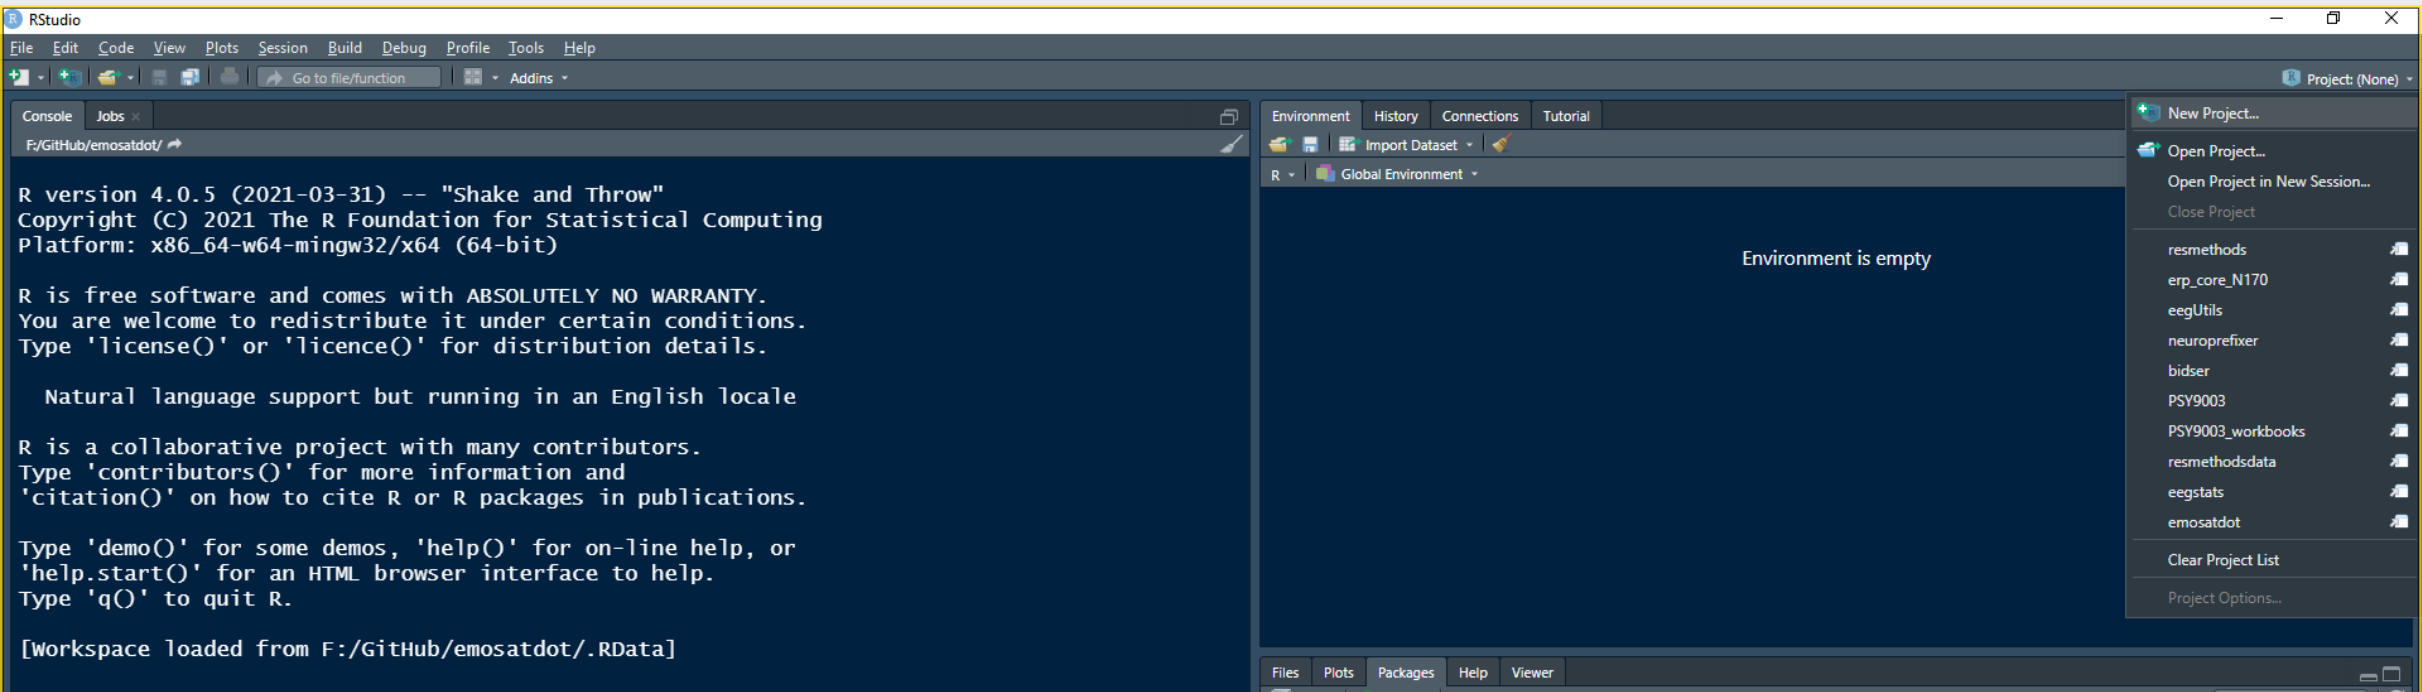 RStudio
File Edit Code View Plots Session Build Debug Profile Tools Help
Go to file/function Addins
Project: (None)
Console Jobs
F:/GitHub/emosatdot/
R version 4.0.5 (2021-03-31) -- "Shake and Throw"
Copyright (C) 2021 The R Foundation for Statistical Computing
Platform: x86_64-w64-mingw32/x64 (64-bit)
R is free software and comes with ABSOLUTELY NO WARRANTY.
You are welcome to redistribute it under certain conditions.
Type 'license()' or 'licence()' for distribution details.
Natural language support but running in an English locale
R is a collaborative project with many contributors.
Type 'contributors()' for more information and
'citation()' on how to cite R or R packages in publications.
Type 'demo()' for some demos, 'help()' for on-line help, or
'help.start()' for an HTML browser interface to help.
Type 'q()' to quit R.
[Workspace loaded from F:/GitHub/emosatdot/.RData]
Environment History Connections Tutorial
Import Dataset
R Global Environment
Environment is empty
New Project...
Open Project...
Open Project in New Session...
Close Project
resmethods
erp_core_N170
eegUtils
neuroprefixer
bidser
PSY9003
PSY9003_workbooks
resmethodsdata
eegstats
emosatdot
Clear Project List
Project Options...
Files Plots Packages Help Viewer